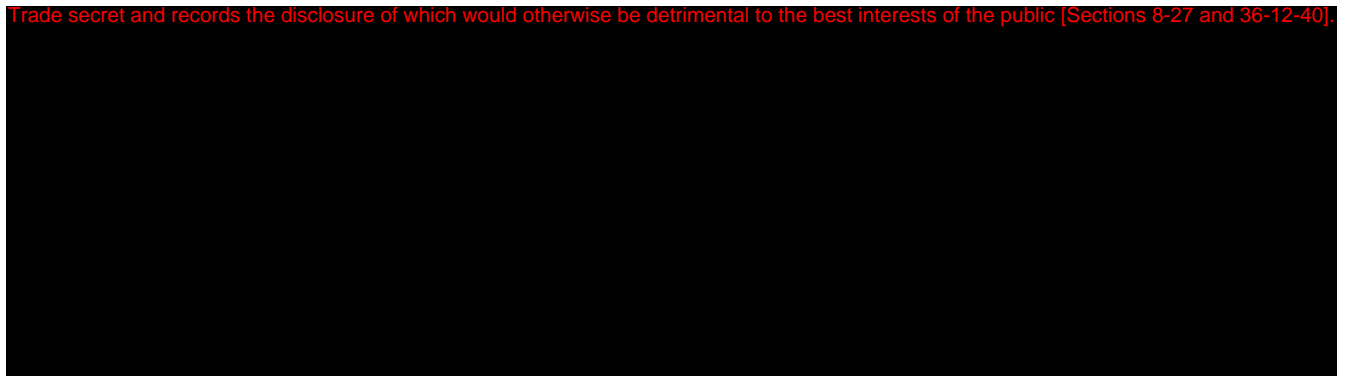 Trade secret and records the disclosure of which would otherwise be detrimental to the best interests of the public [Sections 8-27 and 36-12-40].